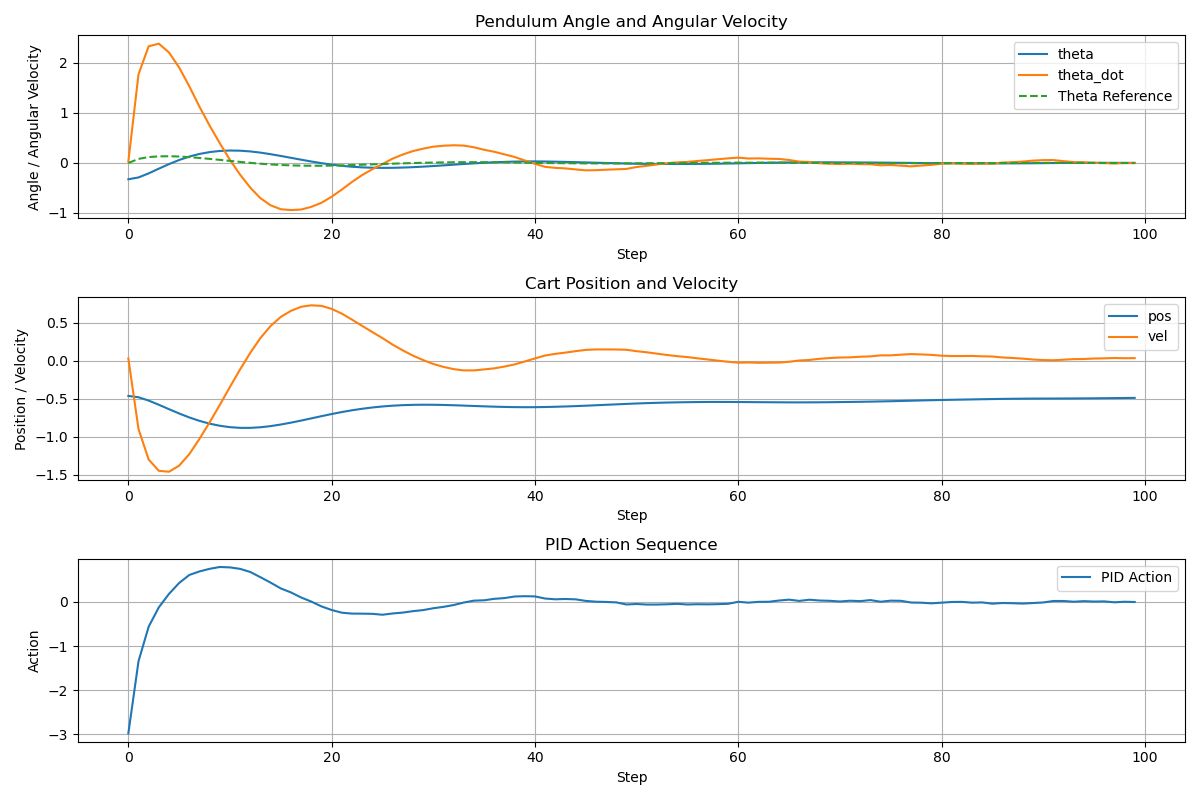 Pendulum Angle and Angular Velocity
Angle / Angular Velocity
2
1
0
−1
theta
theta_dot
Theta Reference
0 20 40 60 80 100
Step
Cart Position and Velocity
Position / Velocity
0.5
0.0
−0.5
−1.0
−1.5
pos
vel
0 20 40 60 80 100
Step
PID Action Sequence
Action
0
−1
−2
−3
PID Action
0 20 40 60 80 100
Step